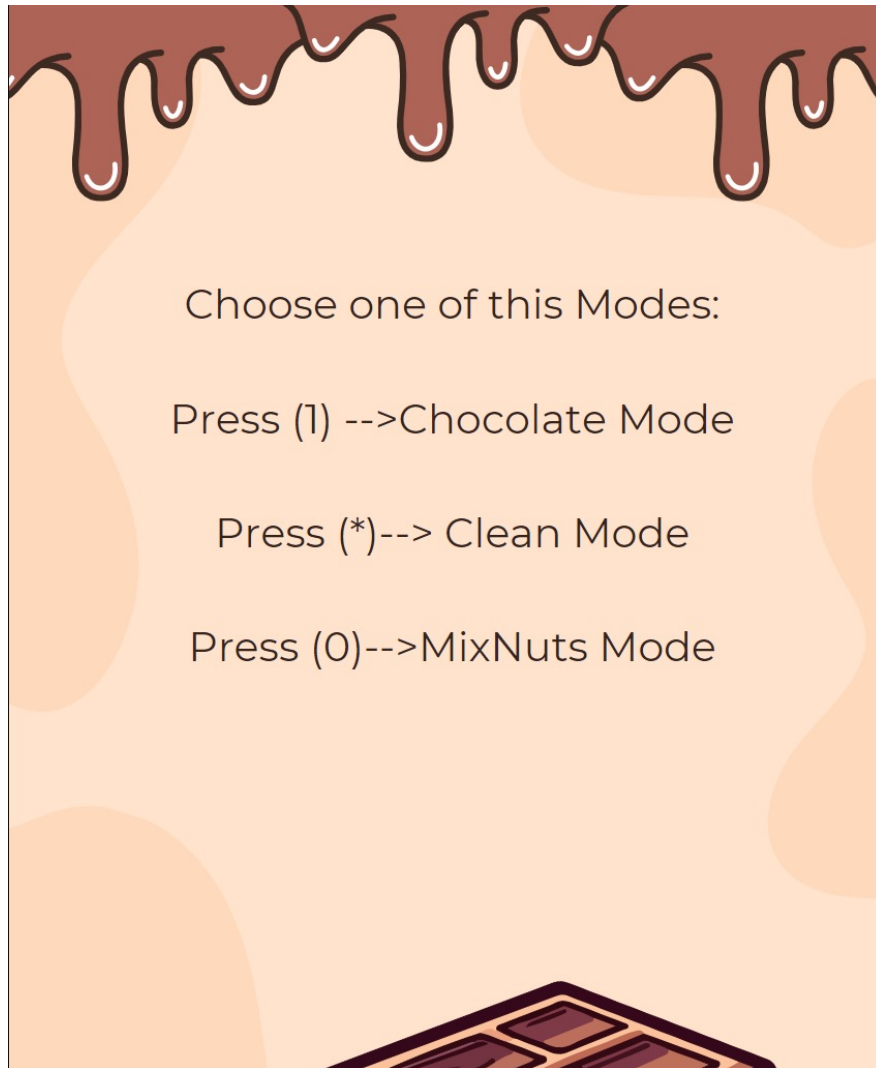 Choose one of this Modes:
Press (1) -->Chocolate Mode
Press (*)--> Clean Mode
Press (0)-->MixNuts Mode